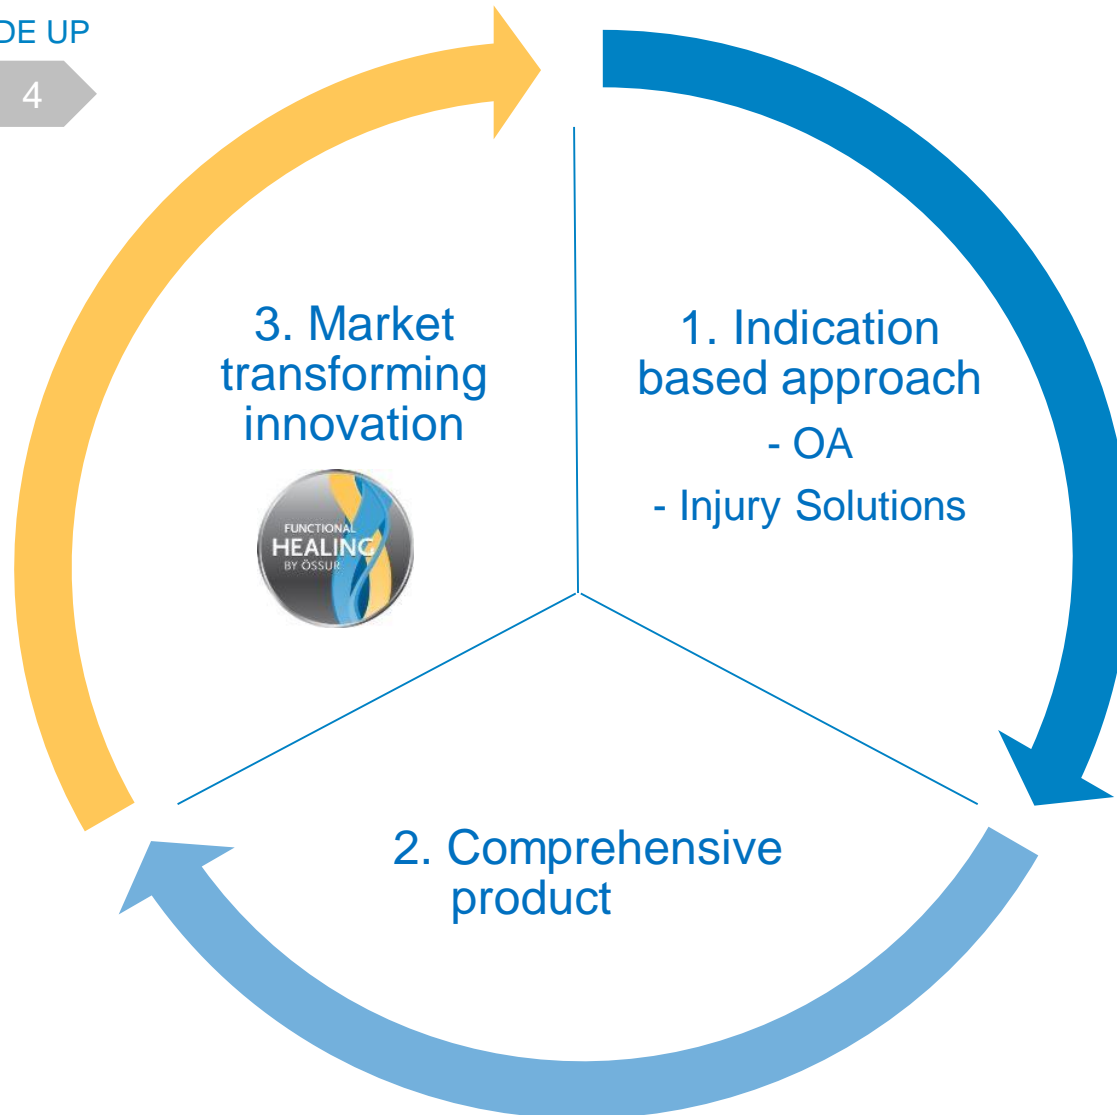 DE UP
4
3. Market
transforming
innovation
FUNCTIONAL
HEALING
BY ÖSSUR
1. Indication
based approach
- OA
- Injury Solutions
2. Comprehensive
product